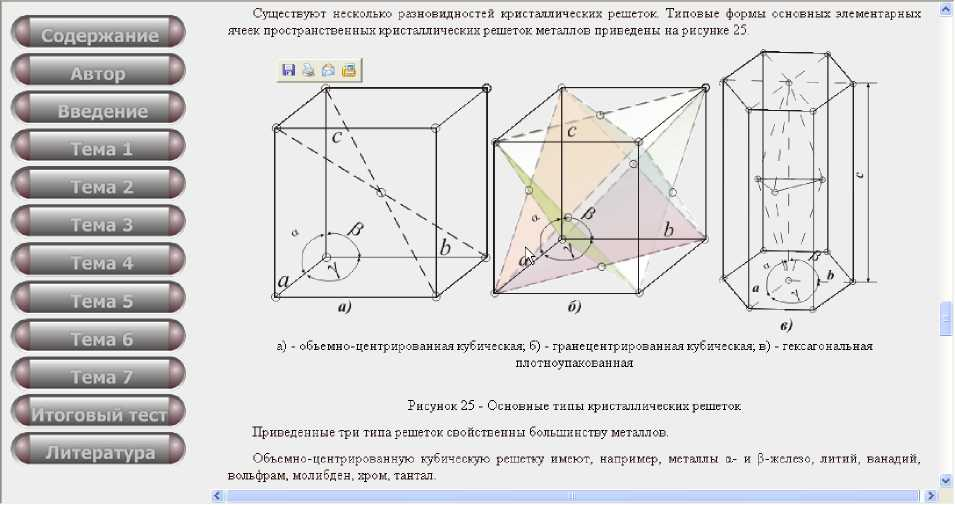 Содержание
Автор
Введение
Тема 1
Тема 2
Тема 3
Тема 4
Тема 5
Тема 6
Тема 7
Итоговый тест
Литература
Существуют несколько разновидностей кристаллических решеток. Типовые формы основных элементарных
ячеек пространственных кристаллических решеток металлов приведены на рисунке 25.
c
α
β
γ
a
b
а)
c
α
β
γ
a
b
б)
c
α
β
γ
a
b
в)
а) - объемно-центрированная кубическая; б) - гранецентрированная кубическая; в) - гексагональная
плотноупакованная
Рисунок 25 - Основные типы кристаллических решеток
Приведенные три типа решеток свойственны большинству металлов.
Объемно-центрированную кубическую решетку имеют, например, металлы α- и β-железо, литий, ванадий,
вольфрам, молибден, хром, тантал.